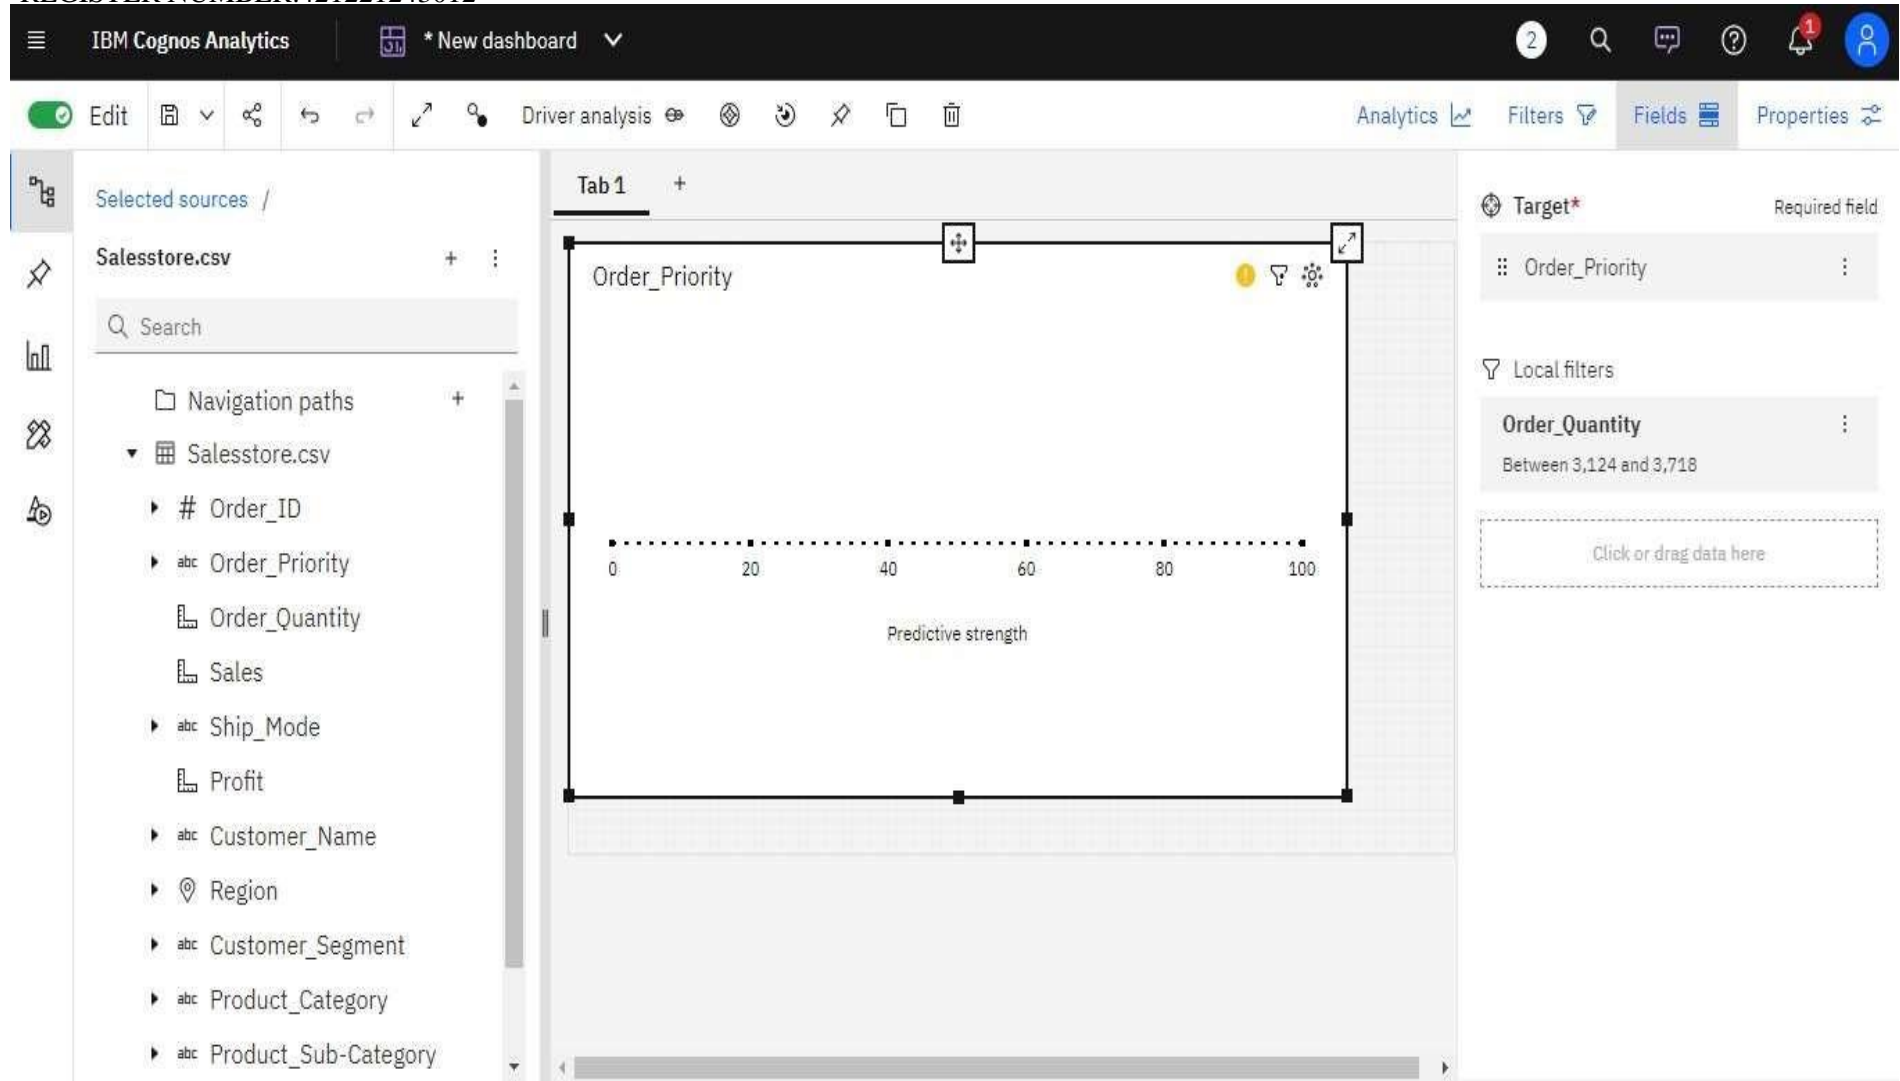 IBM Cognos Analytics
* New dashboard
2
1
Edit
Driver analysis
Analytics
Filters
Fields
Properties
Selected sources /
Salesstore.csv
Search
Navigation paths
Salesstore.csv
# Order_ID
abc Order_Priority
Order_Quantity
Sales
abc Ship_Mode
Profit
abc Customer_Name
Region
abc Customer_Segment
abc Product_Category
abc Product_Sub-Category
Tab 1 +
Order_Priority
0 20 40 60 80 100
Predictive strength
Target* Required field
Order_Priority
Local filters
Order_Quantity
Between 3,124 and 3,718
Click or drag data here